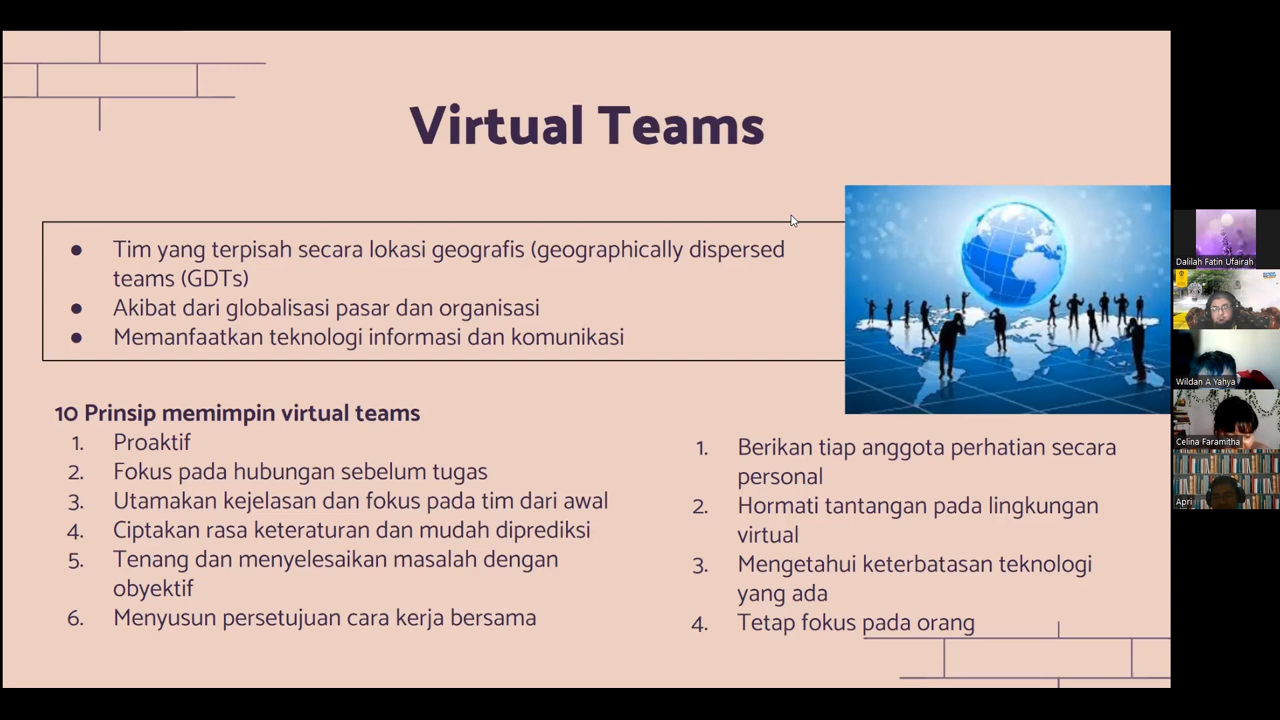 Virtual Teams
● Tim yang terpisah secara lokasi geografis (geographically dispersed
teams (GDTs)
● Akibat dari globalisasi pasar dan organisasi
● Memanfaatkan teknologi informasi dan komunikasi
10 Prinsip memimpin virtual teams
1. Proaktif
2. Fokus pada hubungan sebelum tugas
3. Utamakan kejelasan dan fokus pada tim dari awal
4. Ciptakan rasa keteraturan dan mudah diprediksi
5. Tenang dan menyelesaikan masalah dengan
obyektif
6. Menyusun persetujuan cara kerja bersama
1. Berikan tiap anggota perhatian secara
personal
2. Hormati tantangan pada lingkungan
virtual
3. Mengetahui keterbatasan teknologi
yang ada
4. Tetap fokus pada orang
Dalilah Fatin Ufairah
Wildan A Yahya
Celina Faramitha
Apri